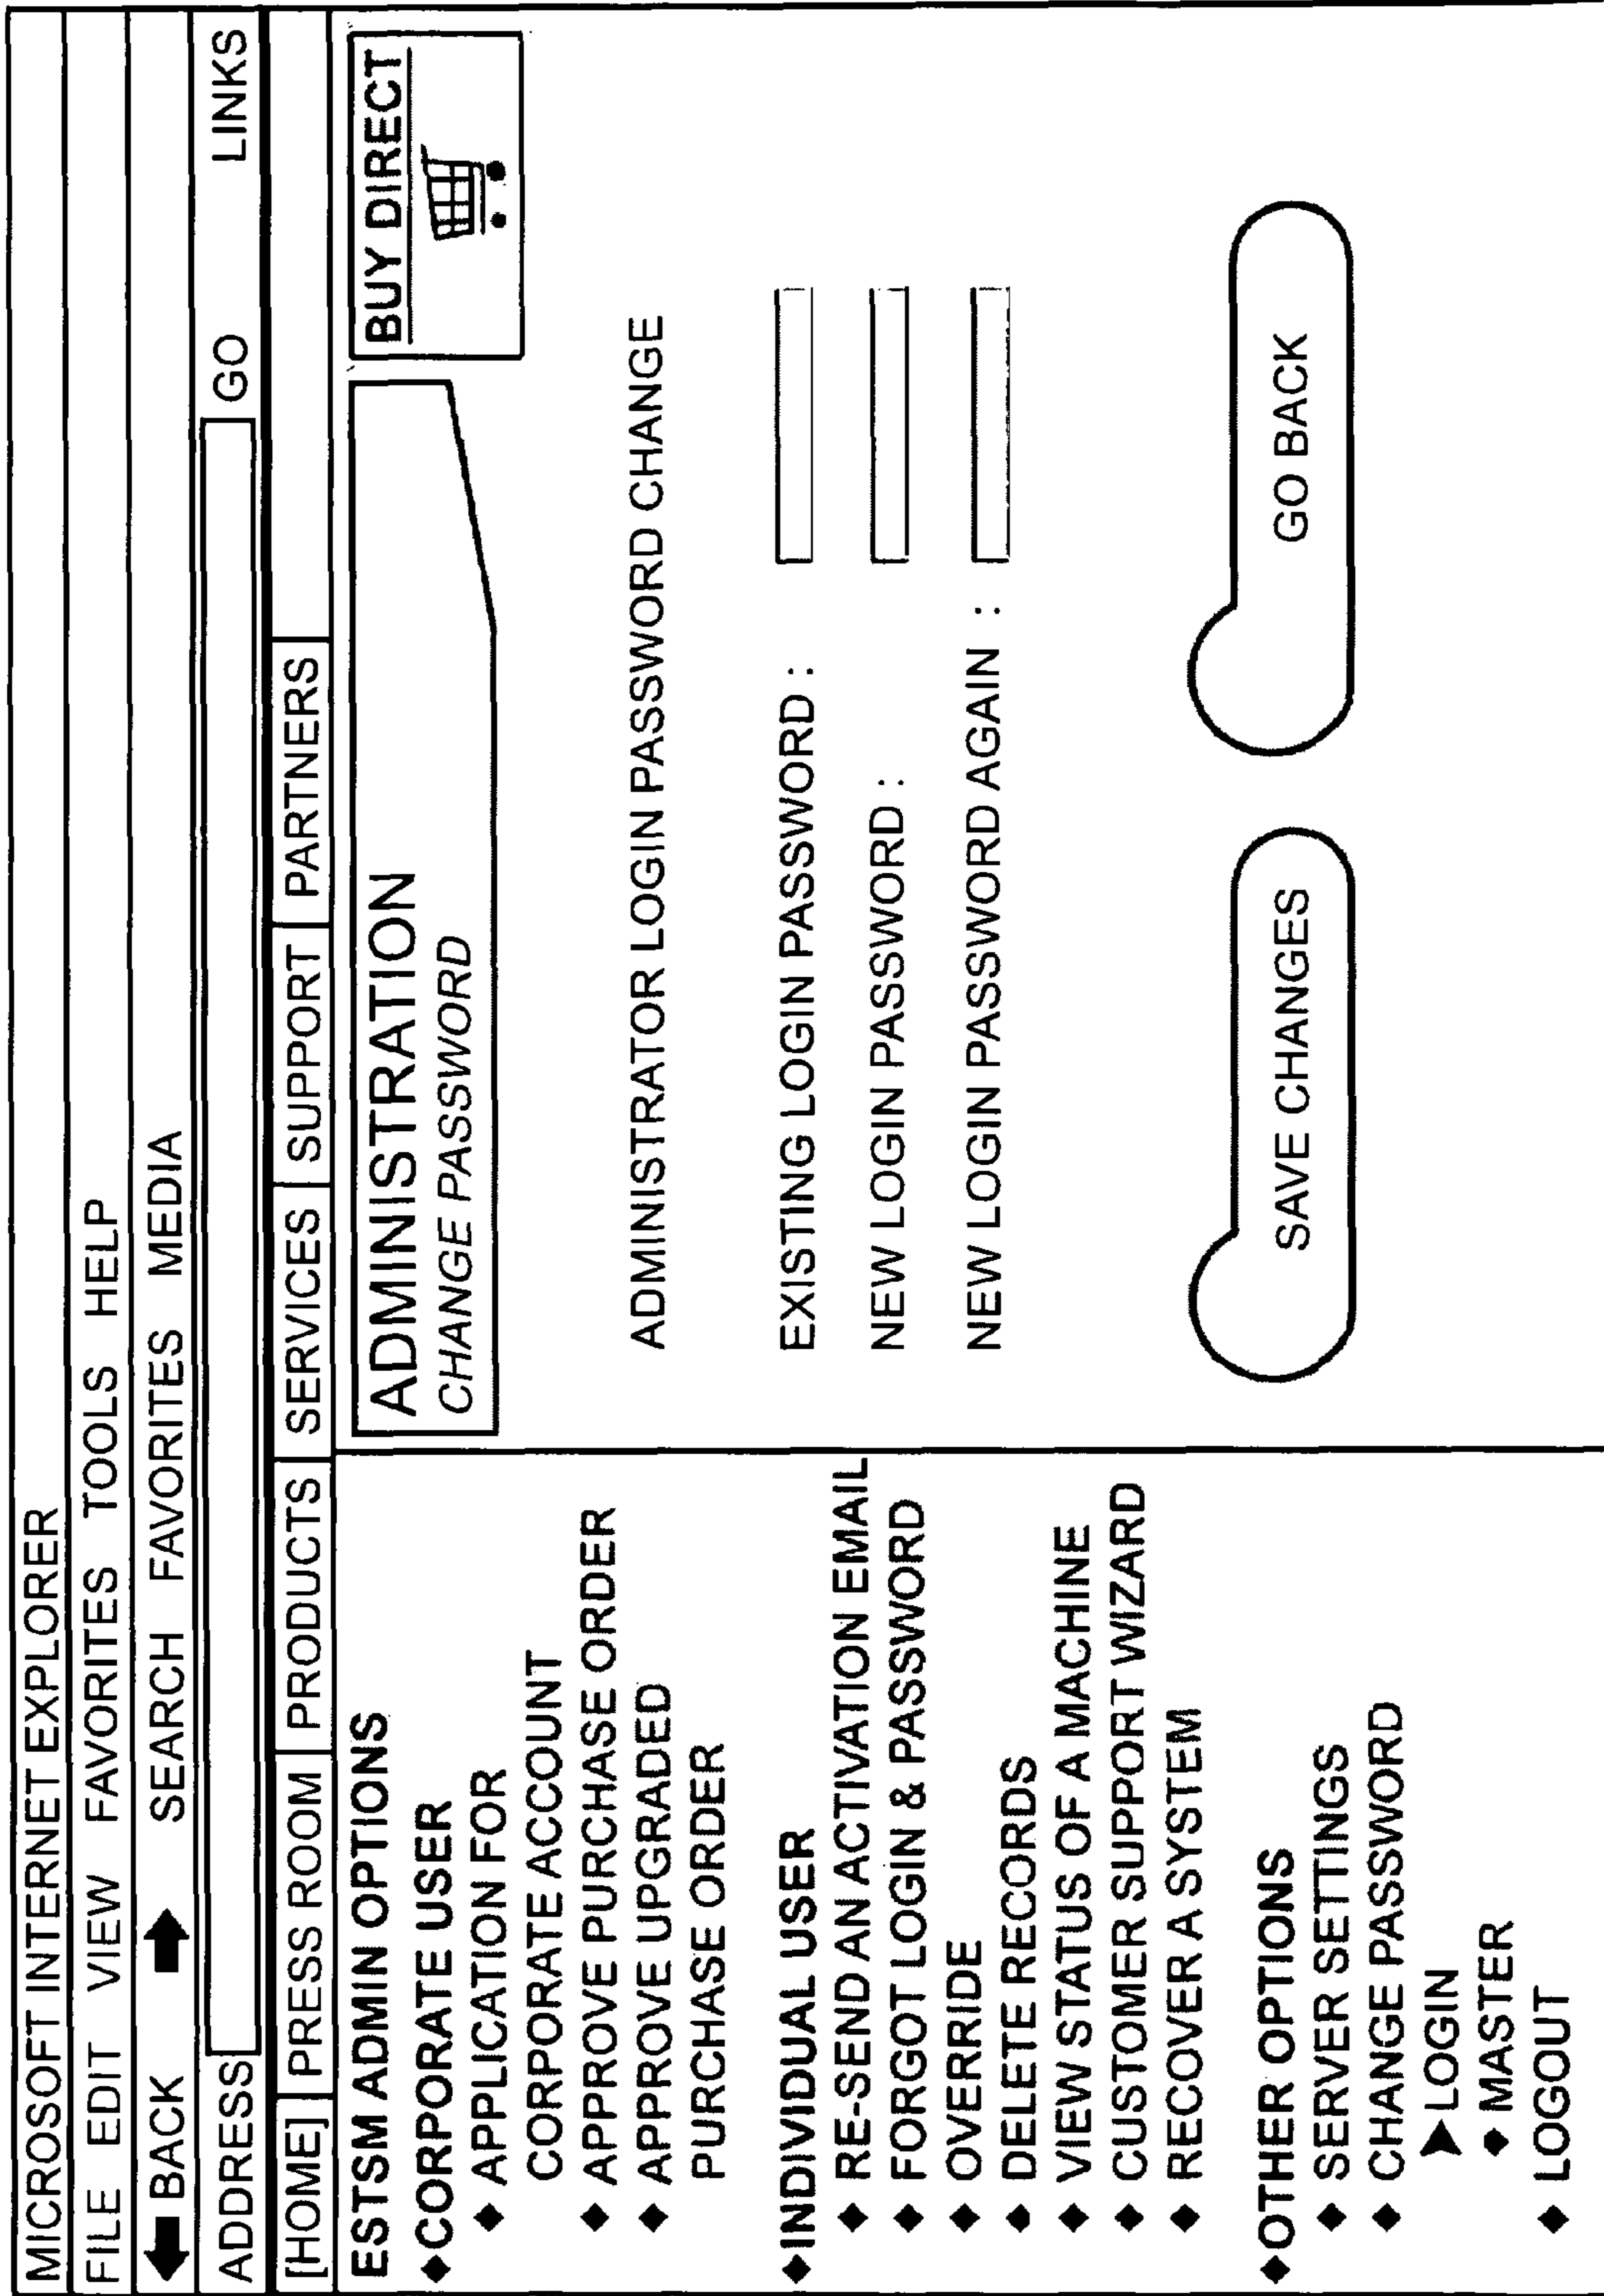 MICROSOFT INTERNET EXPLORER
FILE EDIT VIEW FAVORITES TOOLS HELP
BACK SEARCH FAVORITES MEDIA
ADDRESS GO LINKS
[HOME] PRESS ROOM PRODUCTS SERVICES SUPPORT PARTNERS
ESTSM ADMIN OPTIONS
CORPORATE USER
APPLICATION FOR
CORPORATE ACCOUNT
APPROVE PURCHASE ORDER
APPROVE UPGRADED
PURCHASE ORDER
INDIVIDUAL USER
RE-SEND AN ACTIVATION EMAIL
FORGOT LOGIN & PASSWORD
OVERRIDE
DELETE RECORDS
VIEW STATUS OF A MACHINE
CUSTOMER SUPPORT WIZARD
RECOVER A SYSTEM
OTHER OPTIONS
SERVER SETTINGS
CHANGE PASSWORD
LOGIN
MASTER
LOGOUT
ADMINISTRATION
CHANGE PASSWORD
BUY DIRECT
ADMINISTRATOR LOGIN PASSWORD CHANGE
EXISTING LOGIN PASSWORD :
NEW LOGIN PASSWORD :
NEW LOGIN PASSWORD AGAIN :
SAVE CHANGES
GO BACK